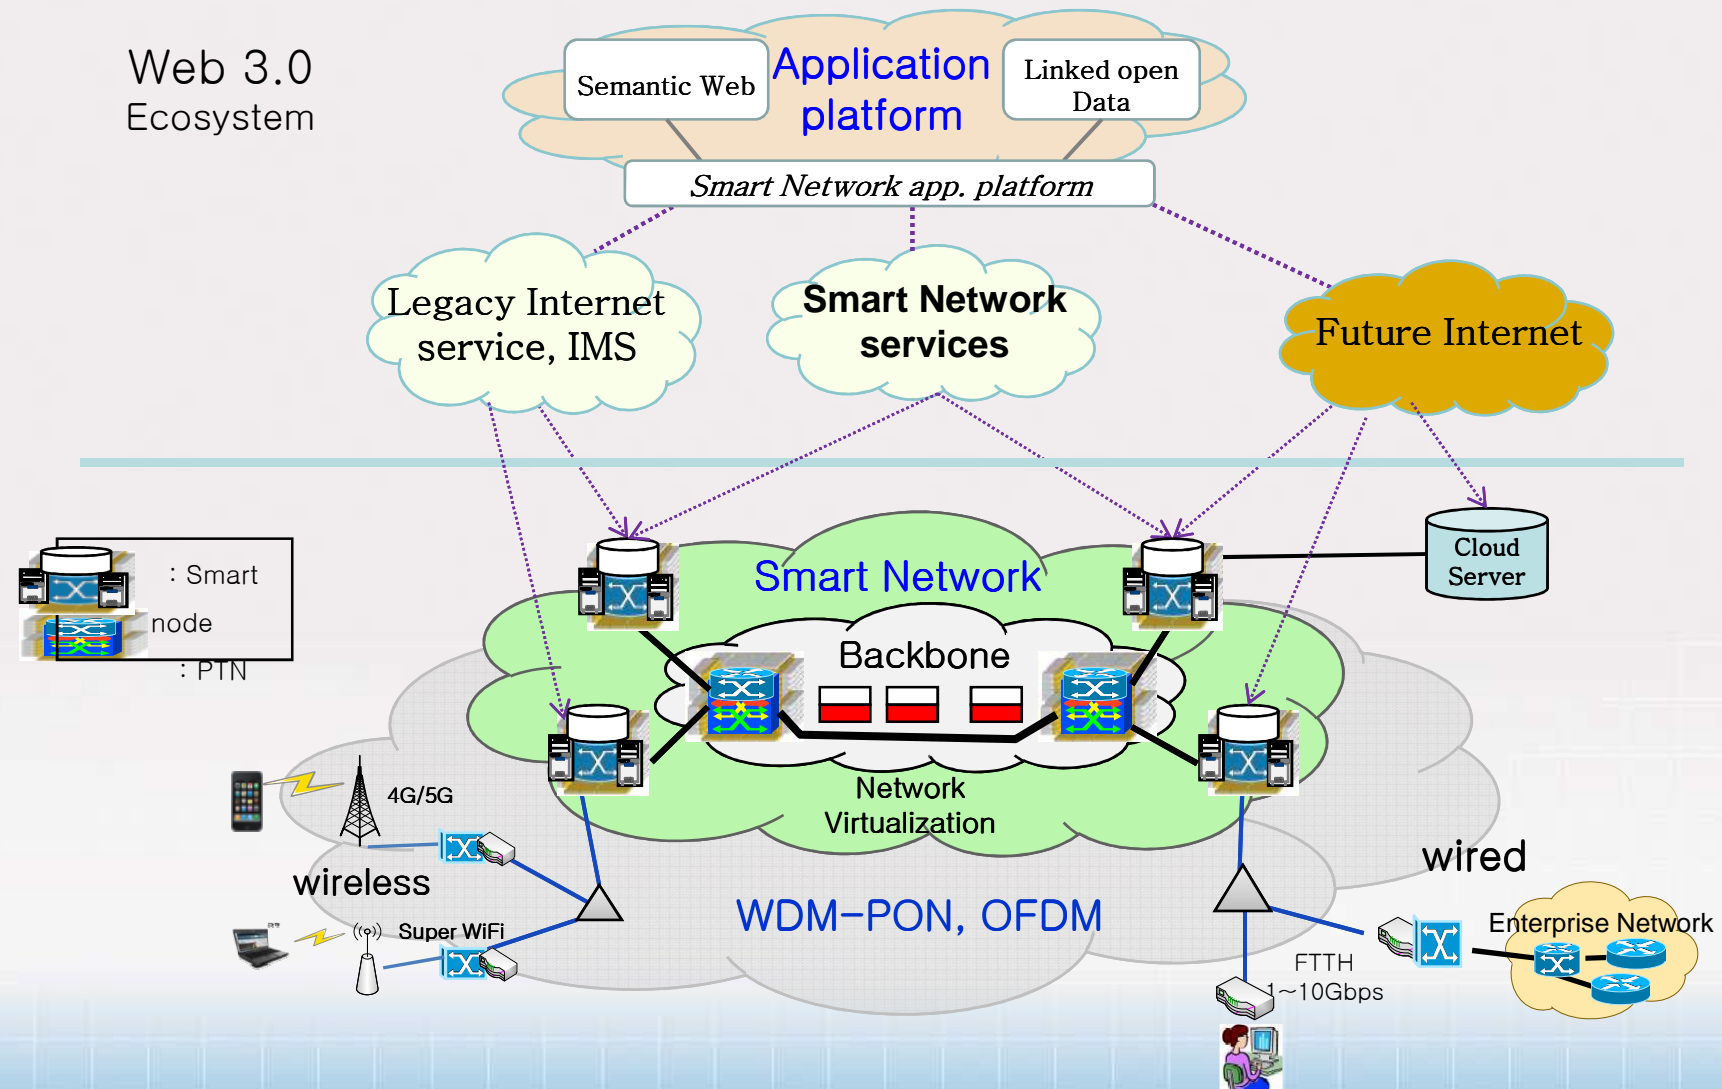 Web 3.0
Ecosystem
Semantic Web
Application
platform
Linked open
Data
Smart Network app. platform
Legacy Internet
service, IMS
Smart Network
services
Future Internet
: Smart
node
: PTN
Smart Network
Cloud
Server
Backbone
Network
Virtualization
4G/5G
wireless
Super WiFi
WDM-PON, OFDM
wired
Enterprise Network
FTTH
1~10Gbps